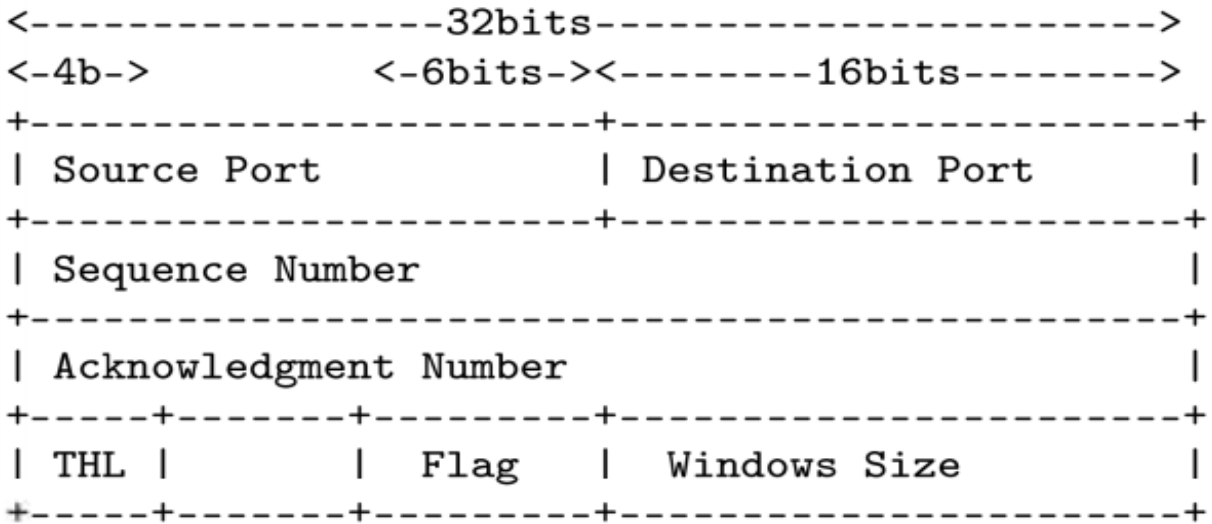 <-----------------32bits----------------------->
<-4b->         <-6bits-><--------16bits-------->
+-----------------------+-----------------------+
| Source Port           | Destination Port      |
+-----------------------+-----------------------+
| Sequence Number                               |
+-----------------------------------------------+
| Acknowledgment Number                         |
+-----+-------+---------+-----------------------+
| THL |       |  Flag   |  Windows Size         |
+-----+-------+---------+-----------------------+